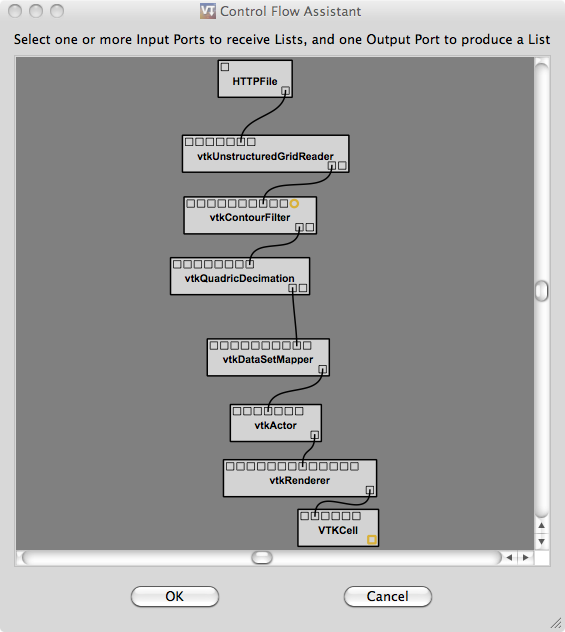 VT Control Flow Assistant
Select one or more Input Ports to receive Lists, and one Output Port to produce a List
HTTPFile
vtkUnstructuredGridReader
vtkContourFilter
vtkQuadricDecimation
vtkDataSetMapper
vtkActor
vtkRenderer
VTKCell
OK Cancel